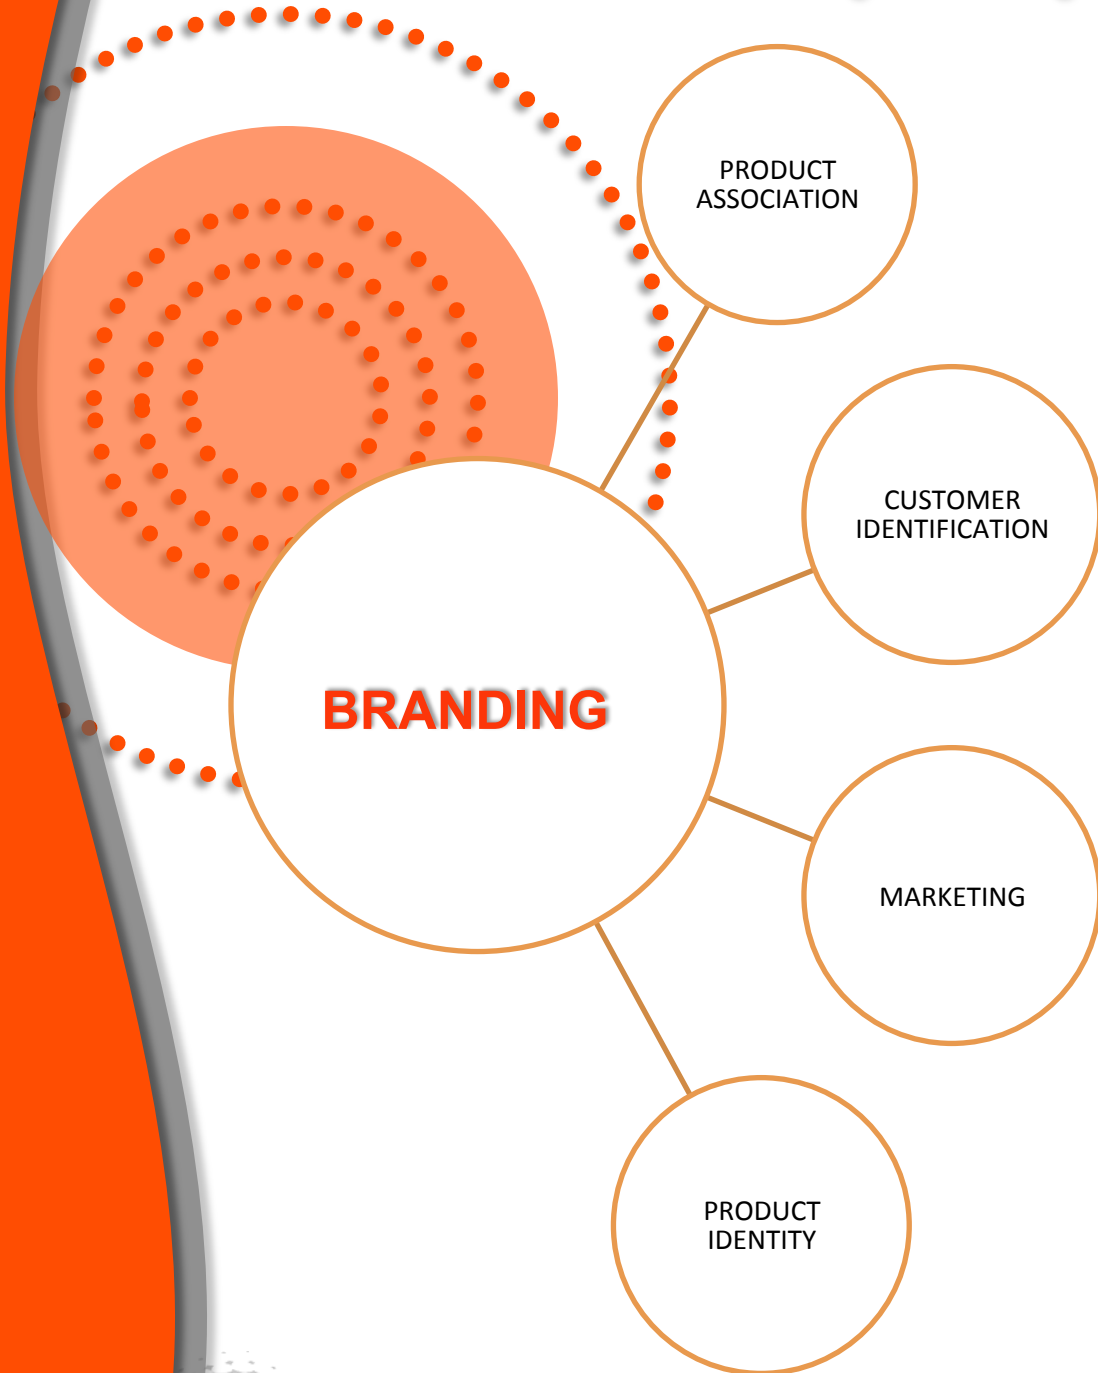 PRODUCT
ASSOCIATION
CUSTOMER
IDENTIFICATION
BRANDING
MARKETING
PRODUCT
IDENTITY